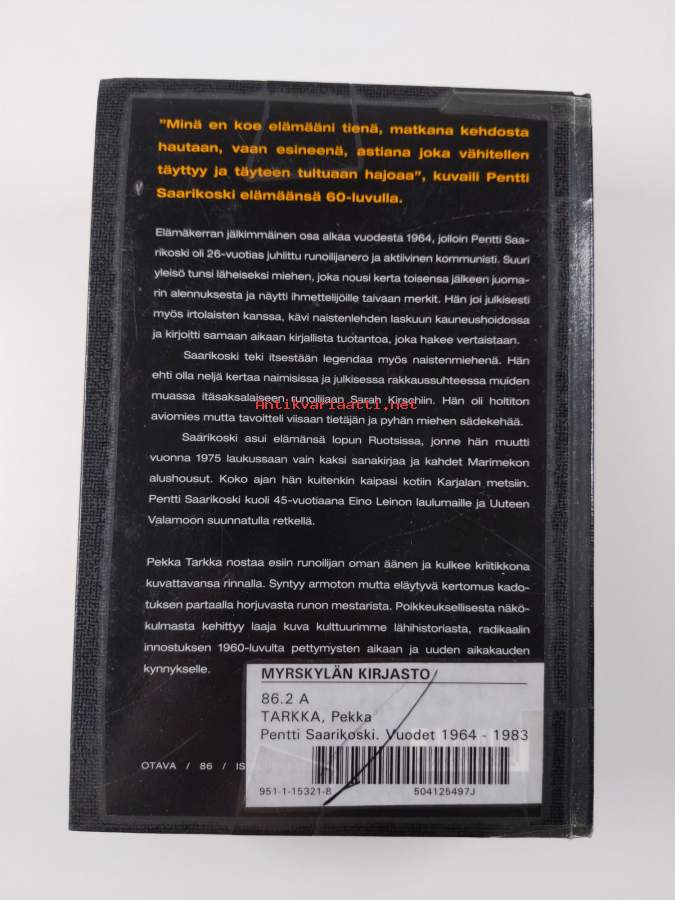 "Minä en koe elämääni tienä, matkana kehdosta
hautaan, vaan esineenä, astiana joka vähitellen
täyttyy ja täyteen tultuaan hajoaa", kuvaili Pentti
Saarikoski elämäänsä 60-luvulla.
Elämäkerran jälkimmäinen osa alkaa vuodesta 1964, jolloin Pentti Saa-
rikoski oli 26-vuotias juhlittu runoilijanero ja aktiivinen kommunisti. Suuri
yleisö tunsi läheiseksi miehen, joka nousi kerta toisensa jälkeen juoma-
rin alennuksesta ja näytti ihmettelijöille taivaan merkit. Hän joi julkisesti
myös irtolaisten kanssa, kävi naistenlehden laskuun kauneushoidossa
ja kirjoitti samaan aikaan kirjallista tuotantoa, joka hakee vertaistaan.
Saarikoski teki itsestään legendaa myös naistenmiehenä. Hän
ehti olla neljä kertaa naimisissa ja julkisessa rakkaussuhteessa muiden
muassa itäsaksalaiseen runoilijaan Sarah Kirschiin. Hän oli holtiton
Antikvariaatti.net
aviomies mutta tavoitteli viisaan tietäjän ja pyhän miehen sädekehää.
Saarikoski asui elämänsä lopun Ruotsissa, jonne hän muutti
vuonna 1975 laukussaan vain kaksi sanakirjaa ja kahdet Marimekon
alushousut. Koko ajan hän kuitenkin kaipasi kotiin Karjalan metsiin.
Pentti Saarikoski kuoli 45-vuotiaana Eino Leinon laulumaille ja Uuteen
Valamoon suunnatulla retkellä.
Pekka Tarkka nostaa esiin runoilijan oman äänen ja kulkee kriitikkona
kuvattavansa rinnalla. Syntyy armoton mutta eläytyvä kertomus kado-
tuksen partaalla horjuvasta runon mestarista. Poikkeuksellisesta näkö-
kulmasta kehittyy laaja kuva kulttuurimme lähihistoriasta, radikaalin
innostuksen 1960-luvulta pettymysten aikaan ja uuden aikakauden
kynnykselle.
MYRSKYLÄN KIRJASTO
86.2 A
TARKKA, Pekka
Pentti Saarikoski. Vuodet 1964 - 1983
OTAVA / 86 / IS
951-1-15321-8 504125497J